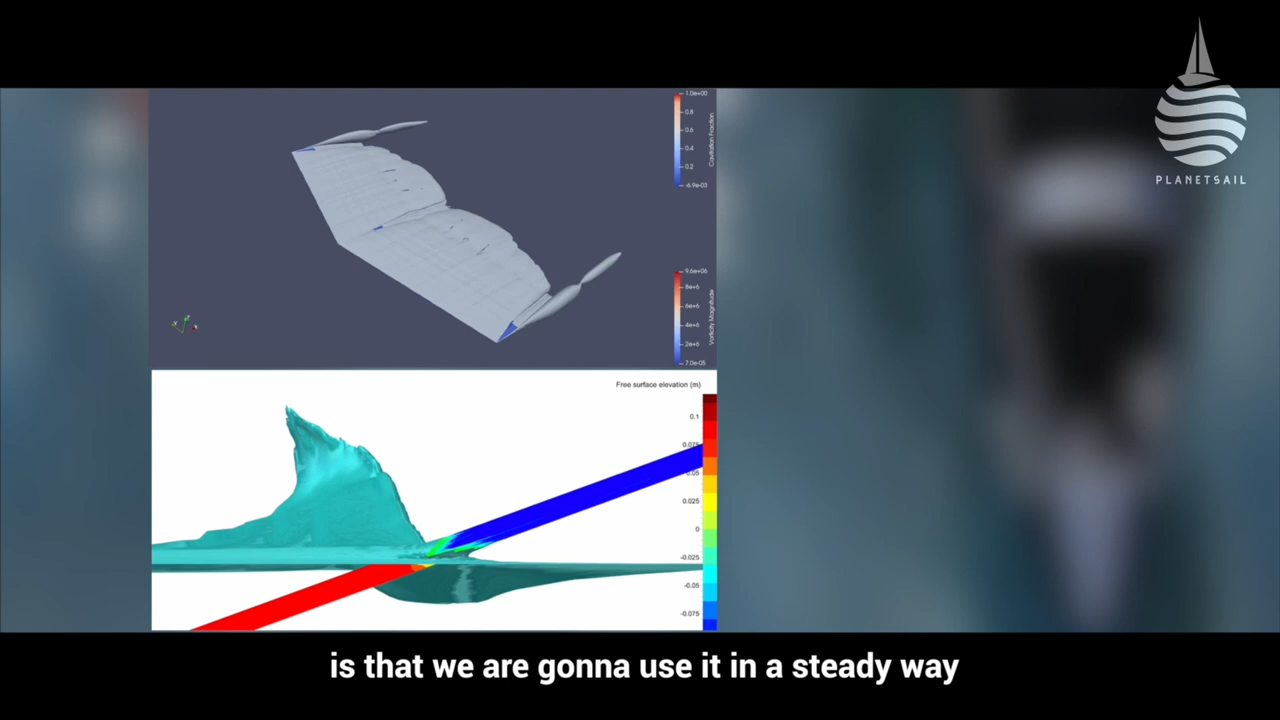 1.0e+00
0.8
0.6
0.4
0.2
-6.9e-03
Cavitation Fraction
PLANETSAIL
9.6e+06
8e+6
6e+6
4e+6
2e+6
7.0e-05
Vorticity Magnitude
Free surface elevation (m)
0.1
0.075
0.05
0.025
0
-0.025
-0.05
-0.075
is that we are gonna use it in a steady way